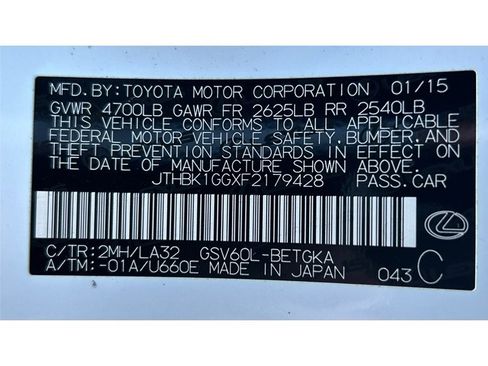 MFD. BY: TOYOTA MOTOR CORPORATION 01/15
GVWR 4700LB GAWR FR 2625LB RR 2540LB
THIS VEHICLE CONFORMS TO ALL APPLICABLE
FEDERAL MOTOR VEHICLE SAFETY, BUMPER, AND
THEFT PREVENTION STANDARDS IN EFFECT ON
THE DATE OF MANUFACTURE SHOWN ABOVE.
JTHBK1GGXF2179428 PASS.CAR
C/TR: 2MH/LA32 GSV60L-BETGKA
A/TM: -01A/U660E MADE IN JAPAN 043 C